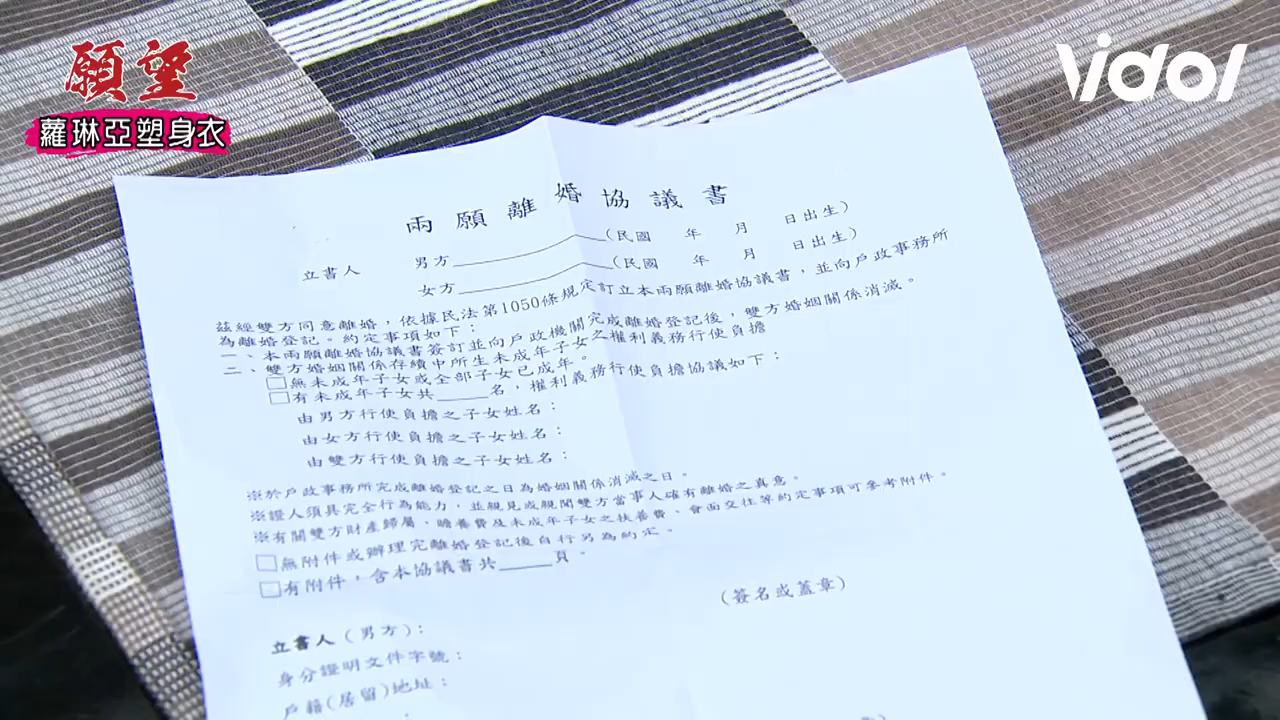 願望
蘿琳亞塑身衣
Vidol
兩願離婚協議書
立書人 男方 (民國 年 月 日出生)
女方 (民國 年 月 日出生)
茲經雙方同意離婚，依據民法第1050條規定訂立本兩願離婚協議書，並向戶政事務所
為離婚登記。約定事項如下：
一、本兩願離婚協議書簽訂並向戶政機關完成離婚登記後，雙方婚姻關係消滅。
二、雙方婚姻關係存續中所生未成年子女之權利義務行使負擔
□無未成年子女或全部子女已成年。
□有未成年子女共_____名，權利義務行使負擔協議如下：
由男方行使負擔之子女姓名：
由女方行使負擔之子女姓名：
由雙方行使負擔之子女姓名：
※於戶政事務所完成離婚登記之日為婚姻關係消滅之日。
※證人須具完全行為能力，並親見或親聞雙方當事人確有離婚之真意。
※有關雙方財產歸屬、贍養費及未成年子女之扶養費、會面交往等約定事項可參考附件。
□無附件或辦理完離婚登記後自行另為約定。
□有附件，含本協議書共_____頁。
(簽名或蓋章)
立書人(男方)：
身分證明文件字號：
戶籍(居留)地址：